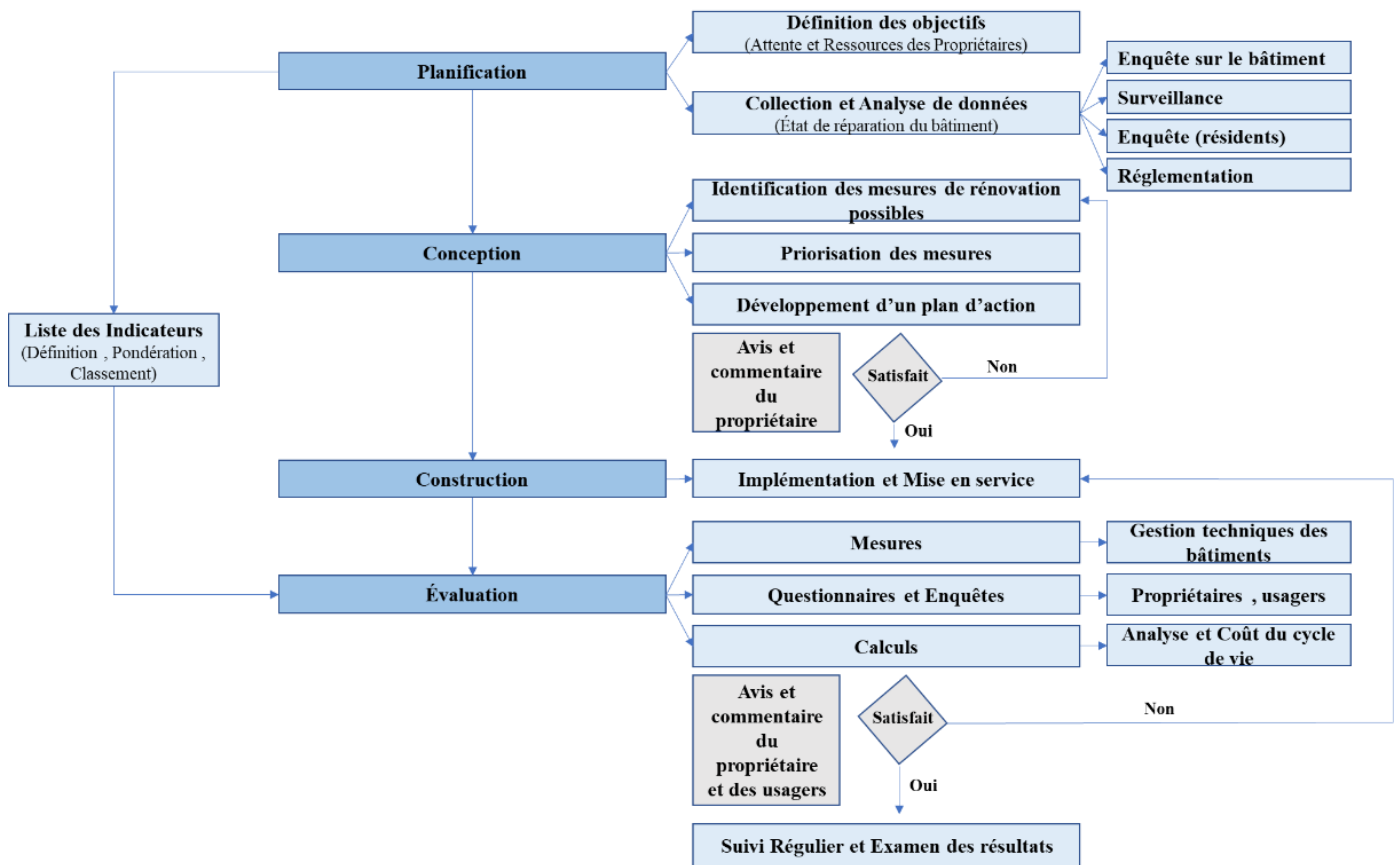 Définition des objectifs
(Attente et Ressources des Propriétaires)
Planification
Enquête sur le bâtiment
Collection et Analyse de données
(État de réparation du bâtiment)
Surveillance
Enquête (résidents)
Réglementation
Identification des mesures de rénovation
possibles
Conception
Priorisation des mesures
Développement d’un plan d’action
Liste des Indicateurs
(Définition , Pondération ,
Classement)
Avis et
commentaire
du
propriétaire
Satisfait
Non
Oui
Construction
Implémentation et Mise en service
Mesures
Gestion techniques des
bâtiments
Évaluation
Questionnaires et Enquêtes
Propriétaires , usagers
Calculs
Analyse et Coût du cycle
de vie
Avis et
commentaire
du
propriétaire
et des usagers
Satisfait
Non
Oui
Suivi Régulier et Examen des résultats